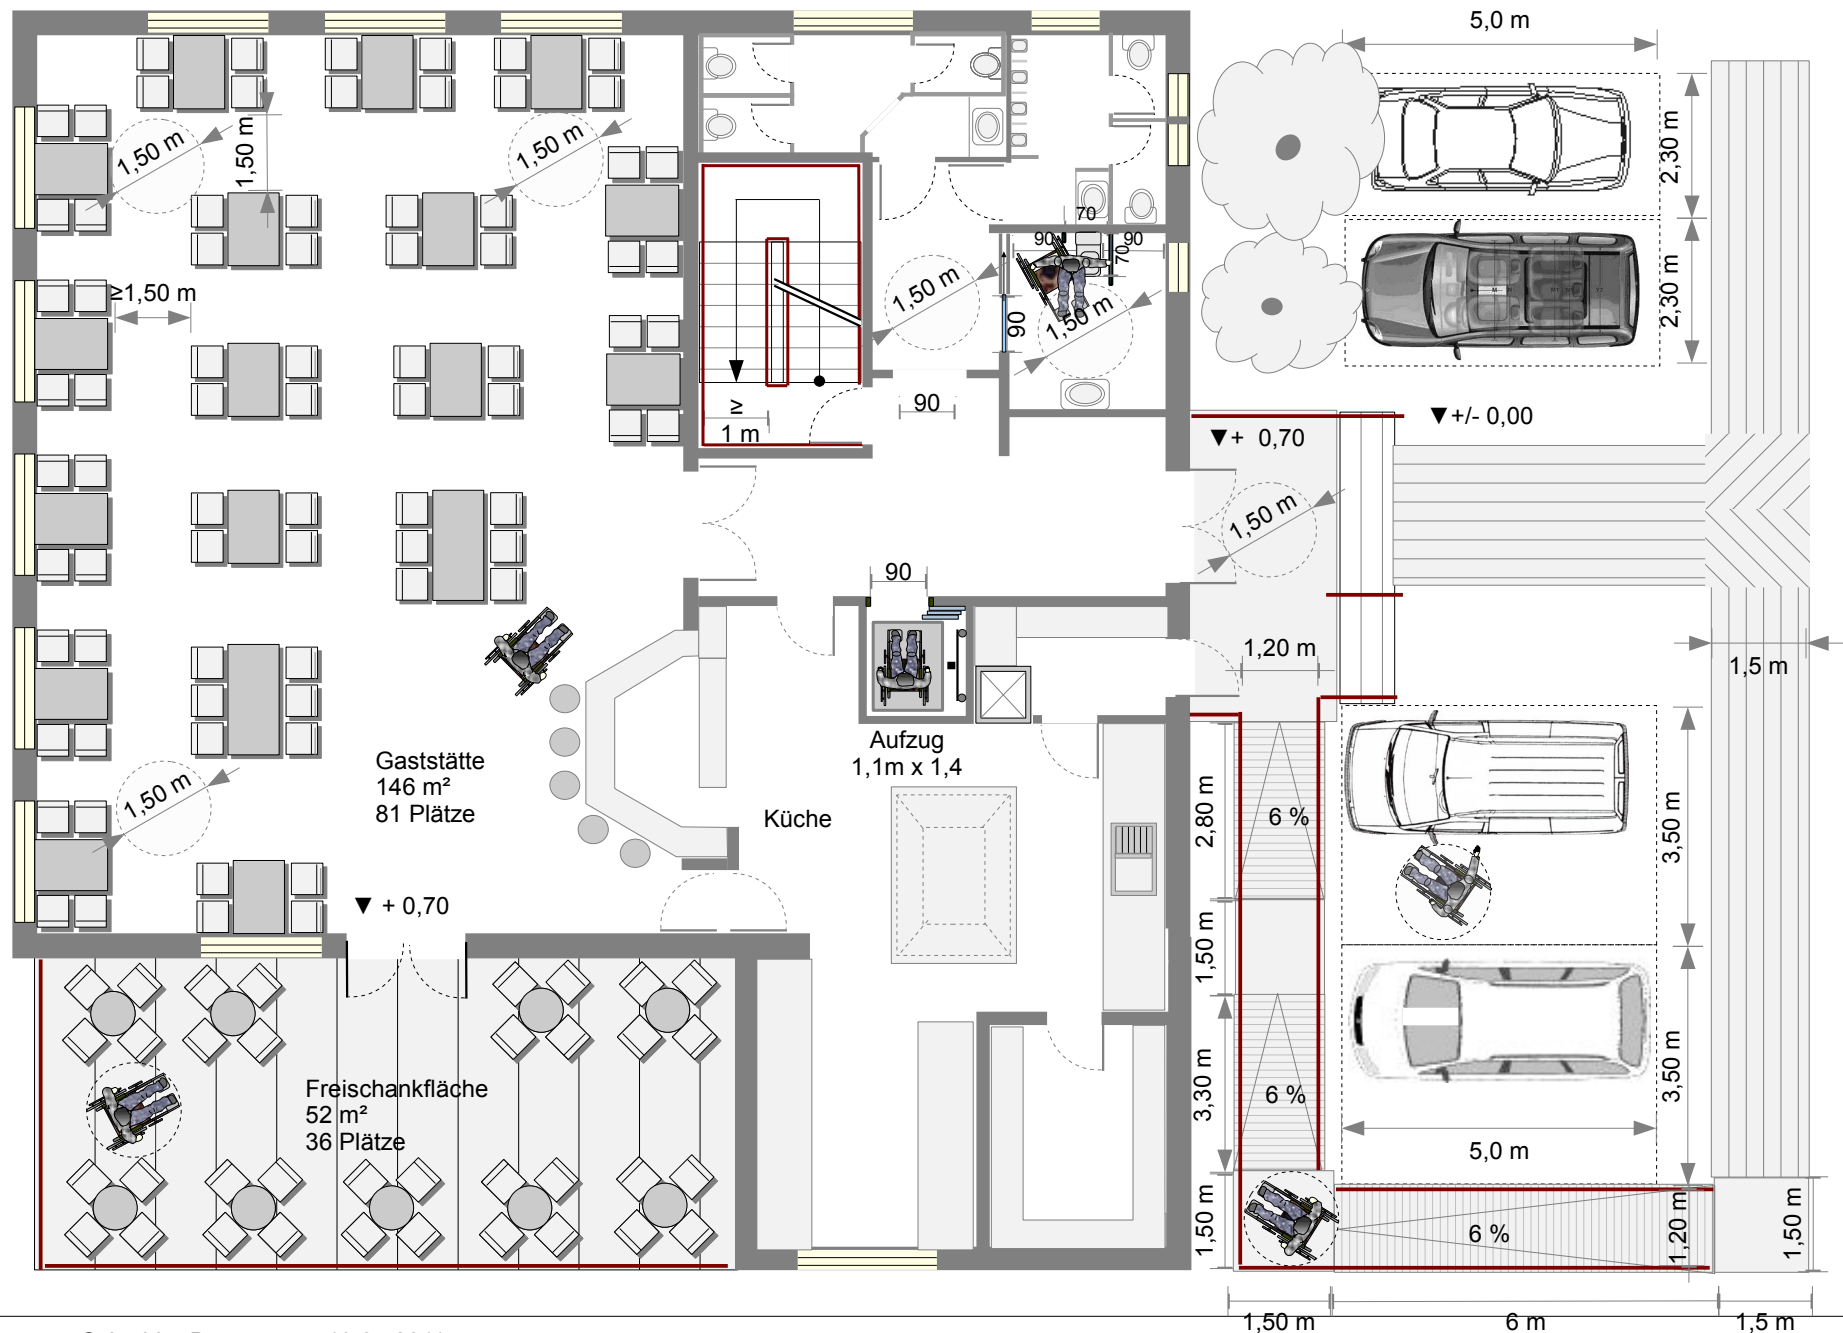 5,0 m
1,50 m
1,50 m
1,50 m
2,30 m
70
90
90
70
≥1,50 m
1,50 m
1,50 m
90
2,30 m
≥
1 m
90
▼+/- 0,00
▼+ 0,70
1,50 m
90
1,20 m
1,5 m
Gaststätte
146 m²
81 Plätze
Aufzug
1,1m x 1,4
1,50 m
Küche
2,80 m
6 %
3,50 m
▼ + 0,70
1,50 m
Freischankfläche
52 m²
36 Plätze
3,30 m
6 %
3,50 m
5,0 m
1,50 m
6 %
1,20 m
1,50 m
1,50 m
6 m
1,5 m